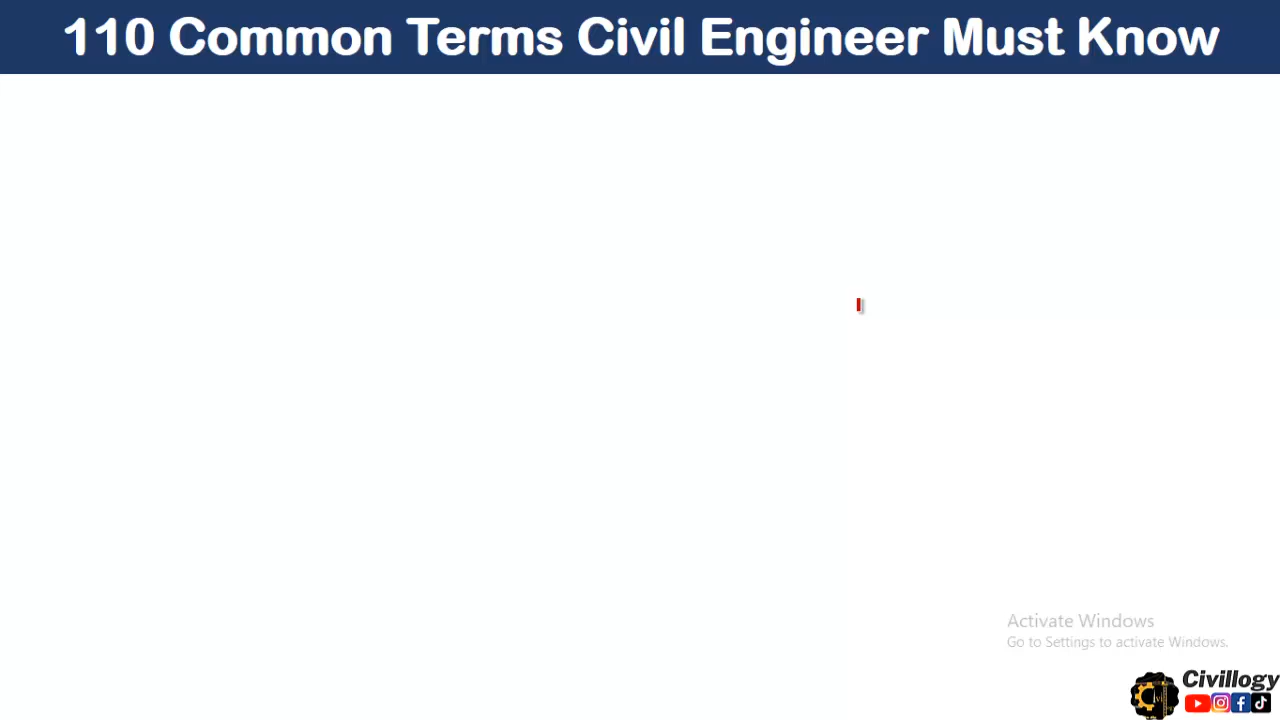 110 Common Terms Civil Engineer Must Know
Activate Windows
Go to Settings to activate Windows.
Civillogy